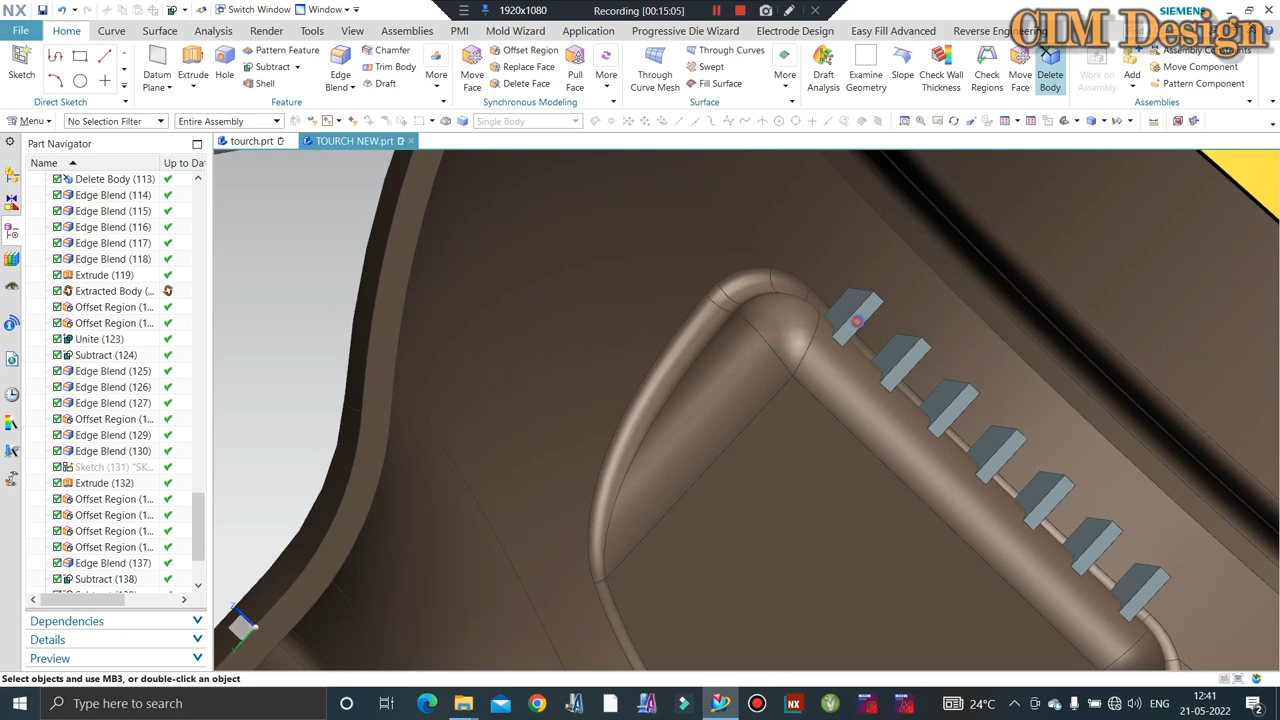 NX
Switch Window
Window
1920x1080
Recording [00:15:05]
SIEMENS
CIM Design
File
Home
Curve
Surface
Analysis
Render
Tools
View
Assemblies
PMI
Mold Wizard
Application
Progressive Die Wizard
Electrode Design
Easy Fill Advanced
Reverse Engineering
Sketch
Direct Sketch
Datum Plane
Extrude
Hole
Pattern Feature
Subtract
Shell
Edge Blend
Chamfer
Trim Body
Draft
More
Feature
Move Face
Offset Region
Replace Face
Delete Face
Pull Face
More
Synchronous Modeling
Through Curve Mesh
Through Curves
Swept
Fill Surface
More
Surface
Draft Analysis
Examine Geometry
Slope
Check Wall Thickness
Check Regions
Move Face
Delete Body
Work on Assembly
Add
Assembly Constraints
Move Component
Pattern Component
Assemblies
Menu
No Selection Filter
Entire Assembly
Single Body
Part Navigator
tourch.prt
TOURCH NEW.prt
Name
Up to Dat
Delete Body (113)
Edge Blend (114)
Edge Blend (115)
Edge Blend (116)
Edge Blend (117)
Edge Blend (118)
Extrude (119)
Extracted Body (...
Offset Region (1...
Offset Region (1...
Unite (123)
Subtract (124)
Edge Blend (125)
Edge Blend (126)
Edge Blend (127)
Offset Region (1...
Edge Blend (129)
Edge Blend (130)
Sketch (131) "SK...
Extrude (132)
Offset Region (1...
Offset Region (1...
Offset Region (1...
Offset Region (1...
Edge Blend (137)
Subtract (138)
Dependencies
Details
Preview
Select objects and use MB3, or double-click an object
Type here to search
24°C
ENG
12:41
21-05-2022
2